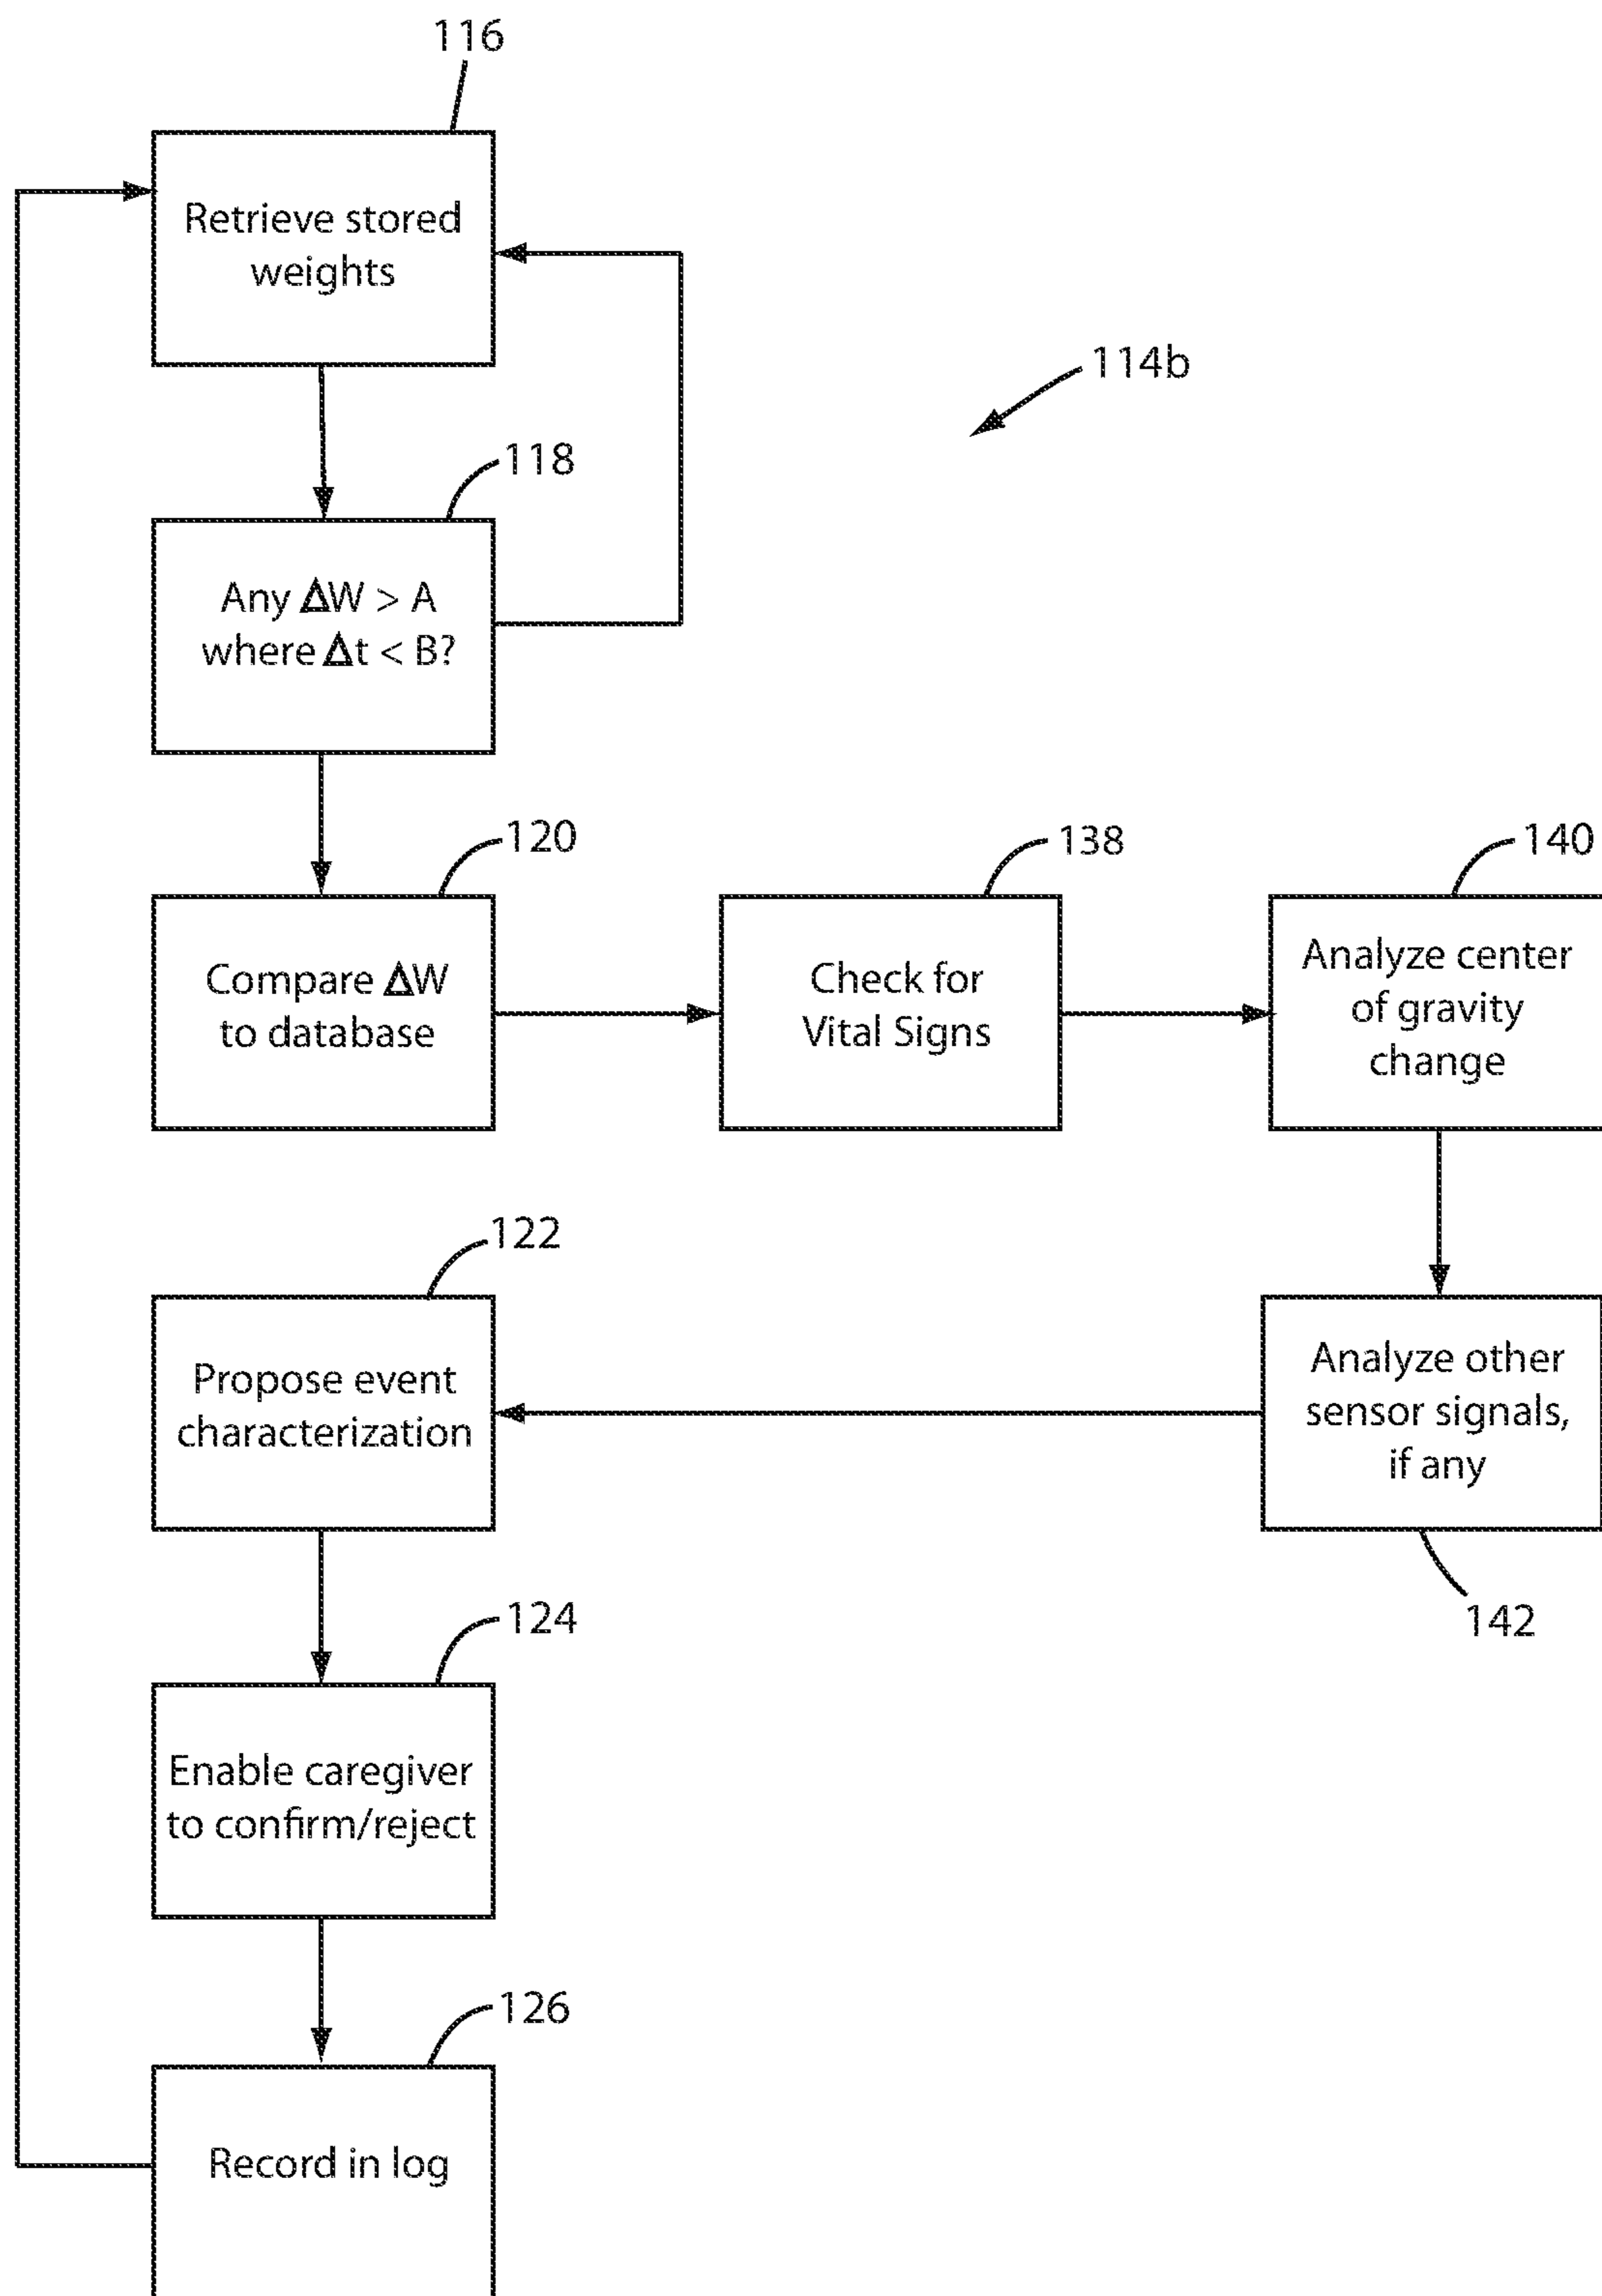 116
Retrieve stored
weights
114b
118
Any ΔW > A
where Δt < B?
120
Compare ΔW
to database
138
Check for
Vital Signs
140
Analyze center
of gravity
change
122
Propose event
characterization
Analyze other
sensor signals,
if any
142
124
Enable caregiver
to confirm/reject
126
Record in log